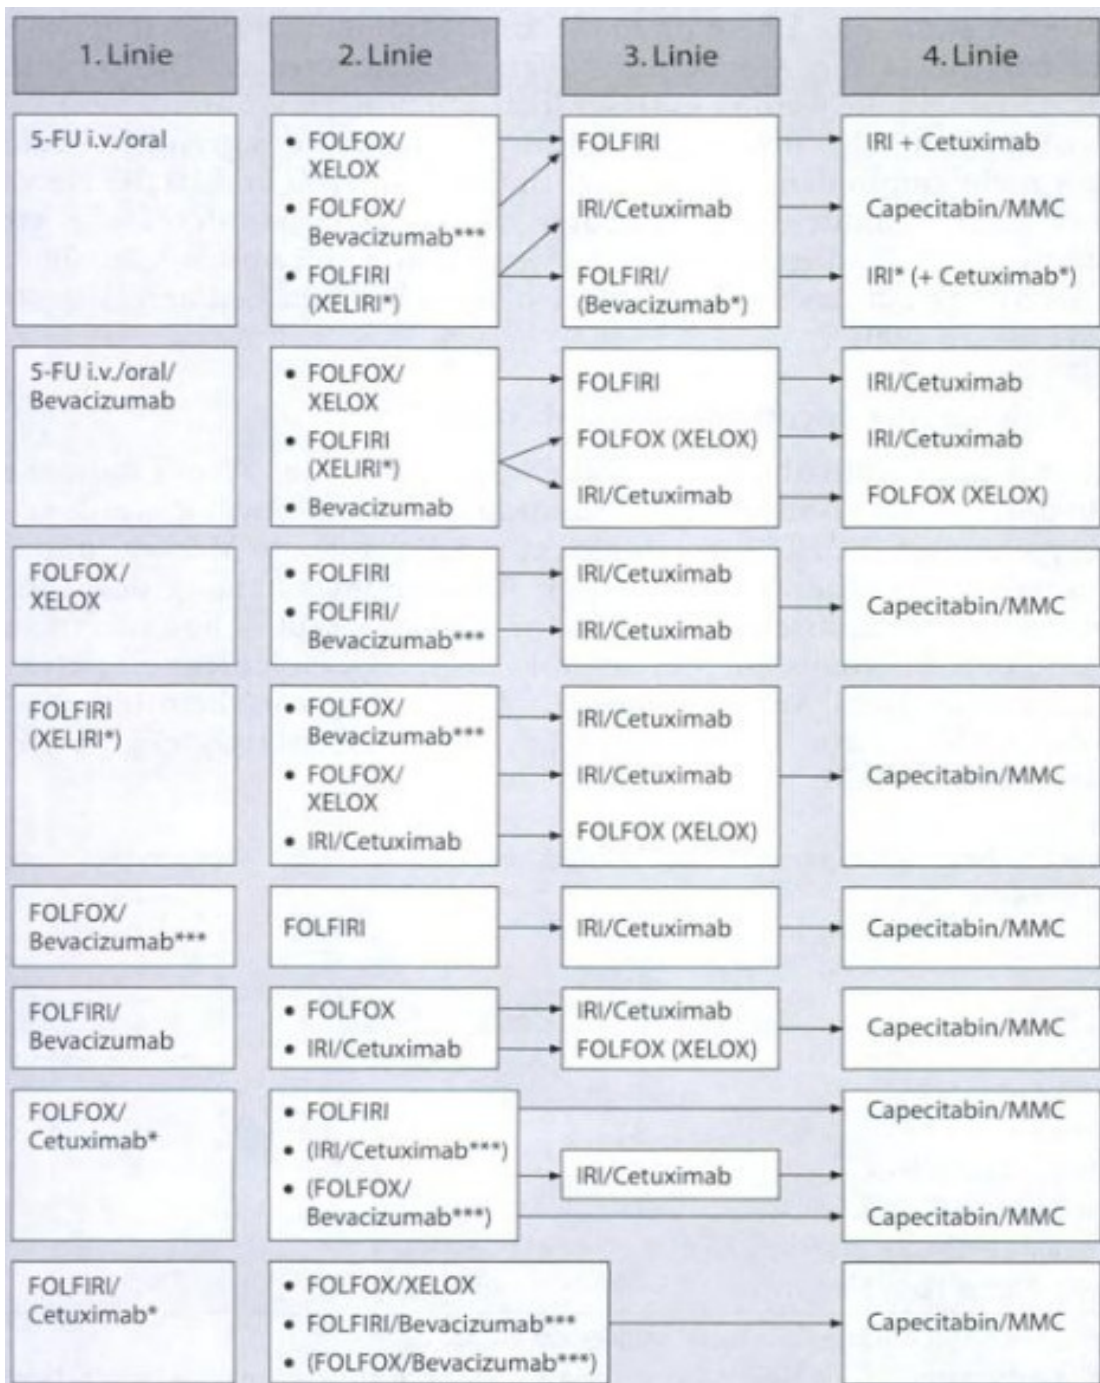 1. Linie
2. Linie
3. Linie
4. Linie
5-FU i.v./oral
• FOLFOX/
XELOX
• FOLFOX/
Bevacizumab***
• FOLFIRI
(XELIRI*)
FOLFIRI
IRI/Cetuximab
FOLFIRI/
(Bevacizumab*)
IRI + Cetuximab
Capecitabin/MMC
IRI* (+ Cetuximab*)
5-FU i.v./oral/
Bevacizumab
• FOLFOX/
XELOX
• FOLFIRI
(XELIRI*)
• Bevacizumab
FOLFIRI
FOLFOX (XELOX)
IRI/Cetuximab
IRI/Cetuximab
IRI/Cetuximab
FOLFOX (XELOX)
FOLFOX/
XELOX
• FOLFIRI
• FOLFIRI/
Bevacizumab***
IRI/Cetuximab
IRI/Cetuximab
Capecitabin/MMC
FOLFIRI
(XELIRI*)
• FOLFOX/
Bevacizumab***
• FOLFOX/
XELOX
• IRI/Cetuximab
IRI/Cetuximab
IRI/Cetuximab
FOLFOX (XELOX)
Capecitabin/MMC
FOLFOX/
Bevacizumab***
FOLFIRI
IRI/Cetuximab
Capecitabin/MMC
FOLFIRI/
Bevacizumab
• FOLFOX
• IRI/Cetuximab
IRI/Cetuximab
FOLFOX (XELOX)
Capecitabin/MMC
FOLFOX/
Cetuximab*
• FOLFIRI
• (IRI/Cetuximab***)
• (FOLFOX/
Bevacizumab***)
IRI/Cetuximab
Capecitabin/MMC
Capecitabin/MMC
FOLFIRI/
Cetuximab*
• FOLFOX/XELOX
• FOLFIRI/Bevacizumab***
• (FOLFOX/Bevacizumab***)
Capecitabin/MMC